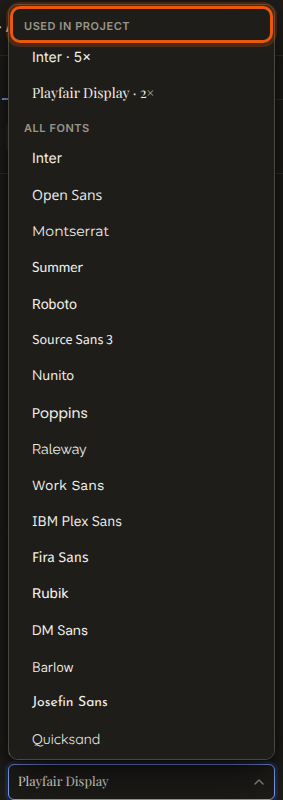 USED IN PROJECT
Inter · 5×
Playfair Display · 2×
ALL FONTS
Inter
Open Sans
Montserrat
Summer
Roboto
Source Sans 3
Nunito
Poppins
Raleway
Work Sans
IBM Plex Sans
Fira Sans
Rubik
DM Sans
Barlow
Josefin Sans
Quicksand
Playfair Display